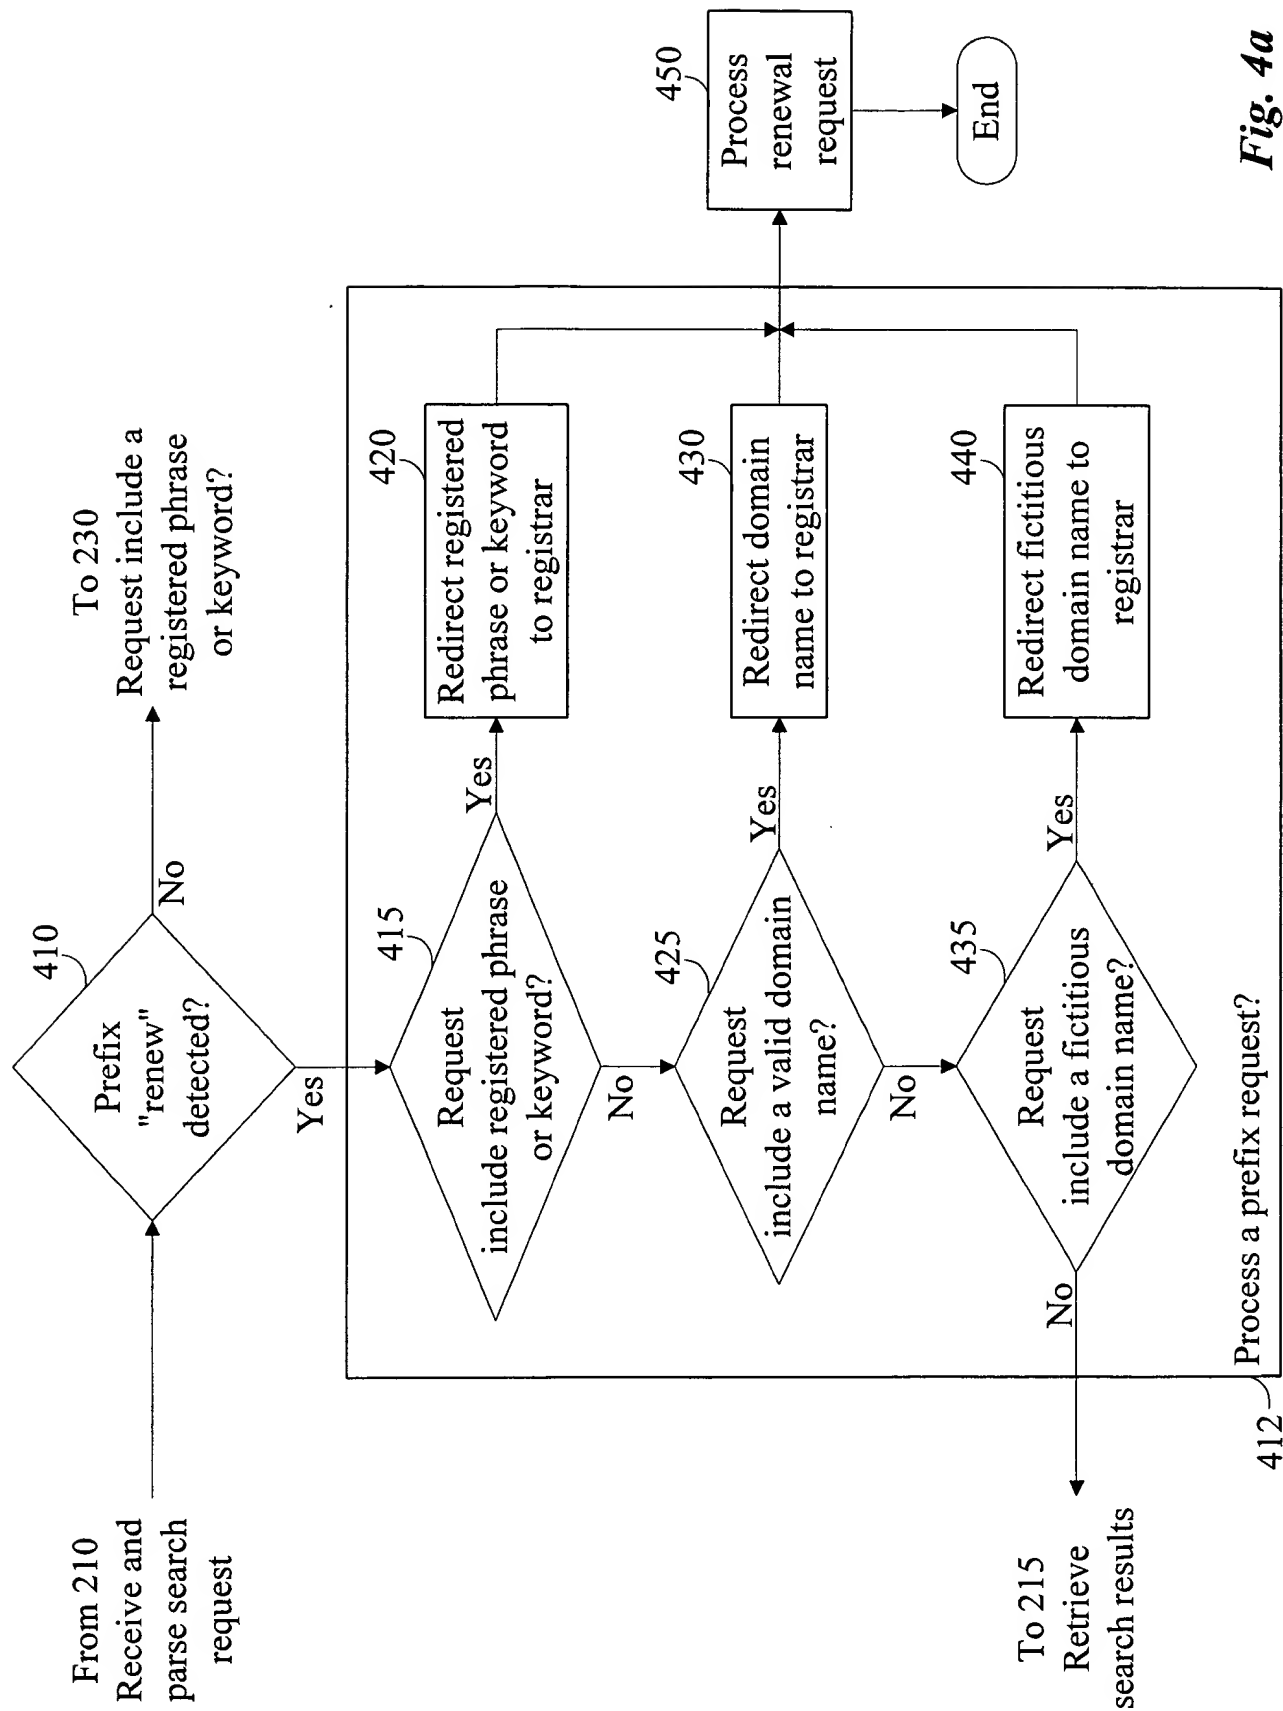 From 210
Receive and
parse search
request
410
Prefix
"renew"
detected?
No
Yes
To 230
Request include a
registered phrase
or keyword?
415
Request
include registered phrase
or keyword?
Yes
No
420
Redirect registered
phrase or keyword
to registrar
425
Request
include a valid domain
name?
Yes
No
430
Redirect domain
name to registrar
435
Request
include a fictitious
domain name?
Yes
No
440
Redirect fictitious
domain name to
registrar
450
Process
renewal
request
End
To 215
Retrieve
search results
Process a prefix request?
412
Fig. 4a